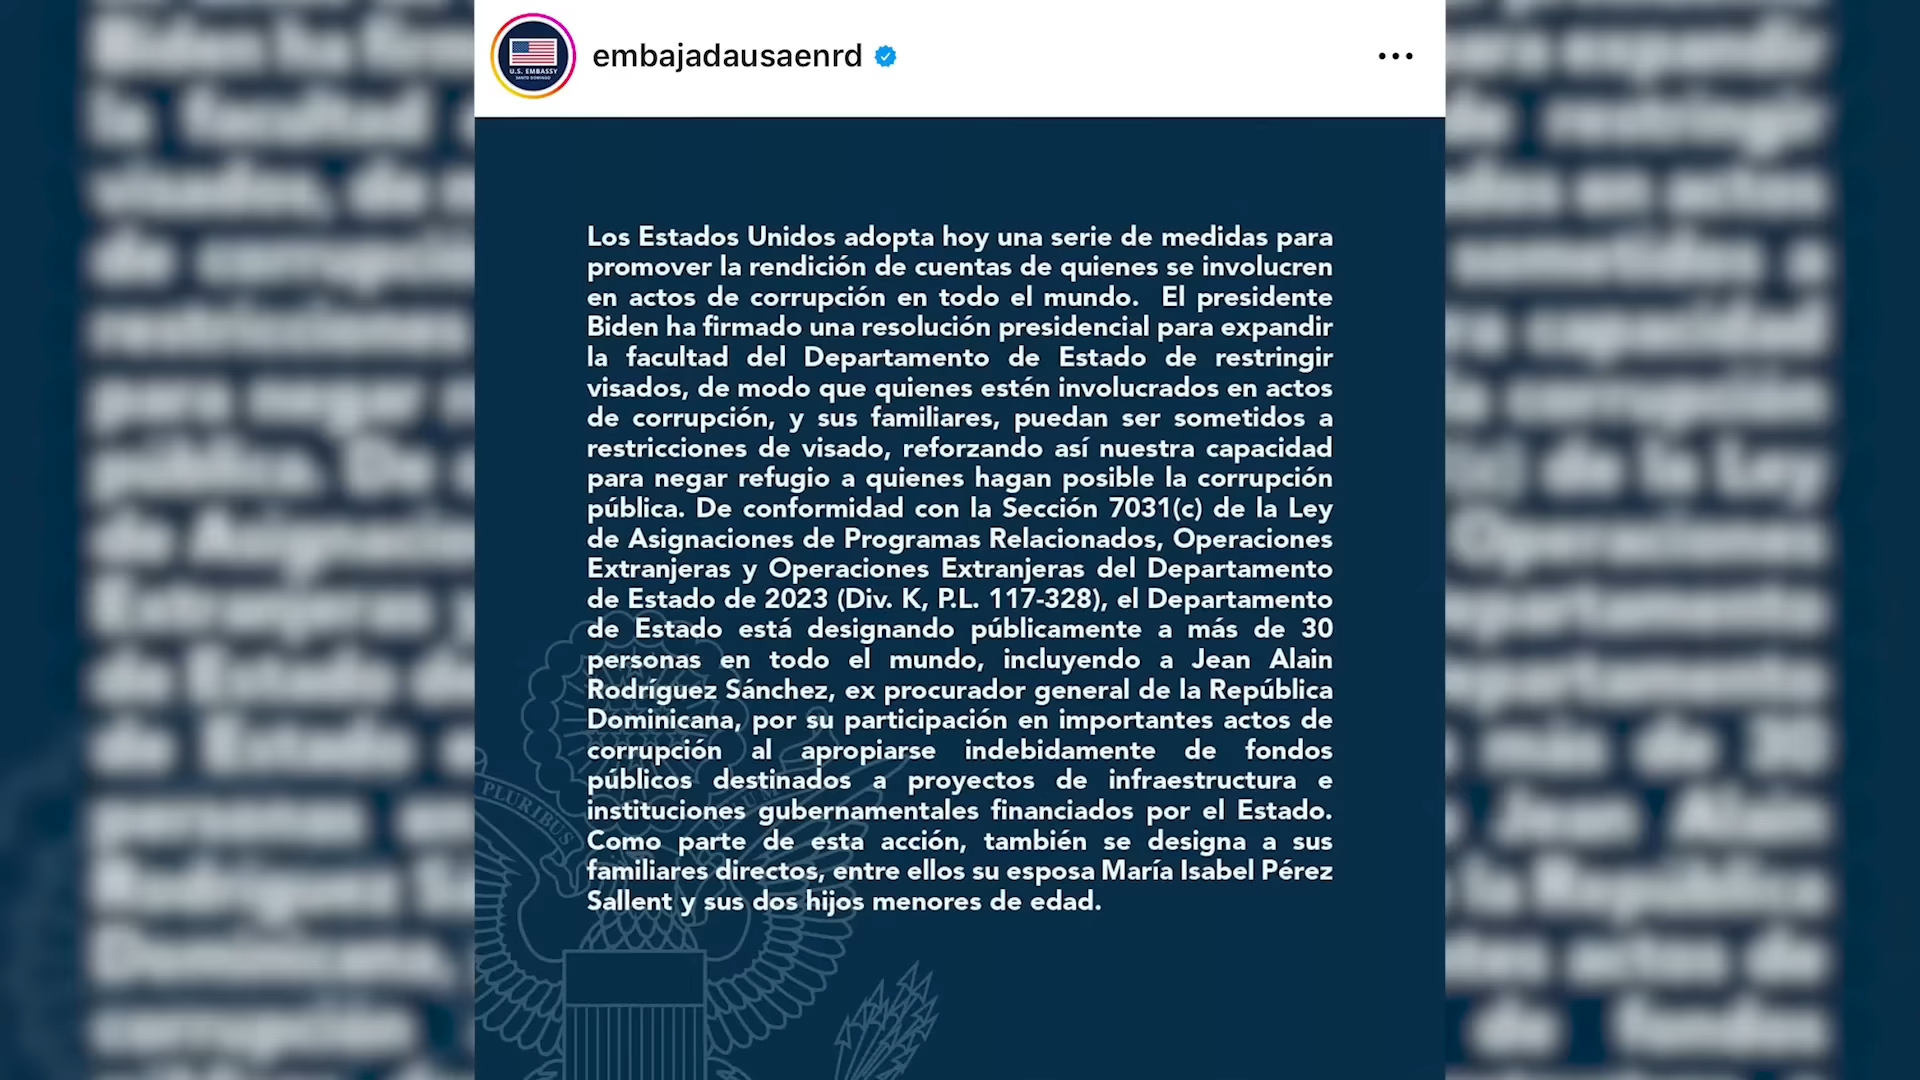 embajadausaenrd
U.S. EMBASSY
SANTO DOMINGO
Los Estados Unidos adopta hoy una serie de medidas para
promover la rendición de cuentas de quienes se involucren
en actos de corrupción en todo el mundo. El presidente
Biden ha firmado una resolución presidencial para expandir
la facultad del Departamento de Estado de restringir
visados, de modo que quienes estén involucrados en actos
de corrupción, y sus familiares, puedan ser sometidos a
restricciones de visado, reforzando así nuestra capacidad
para negar refugio a quienes hagan posible la corrupción
pública. De conformidad con la Sección 7031(c) de la Ley
de Asignaciones de Programas Relacionados, Operaciones
Extranjeras y Operaciones Extranjeras del Departamento
de Estado de 2023 (Div. K, P.L. 117-328), el Departamento
de Estado está designando públicamente a más de 30
personas en todo el mundo, incluyendo a Jean Alain
Rodríguez Sánchez, ex procurador general de la República
Dominicana, por su participación en importantes actos de
corrupción al apropiarse indebidamente de fondos
públicos destinados a proyectos de infraestructura e
instituciones gubernamentales financiados por el Estado.
Como parte de esta acción, también se designa a sus
familiares directos, entre ellos su esposa María Isabel Pérez
Sallent y sus dos hijos menores de edad.
PLURIBUS